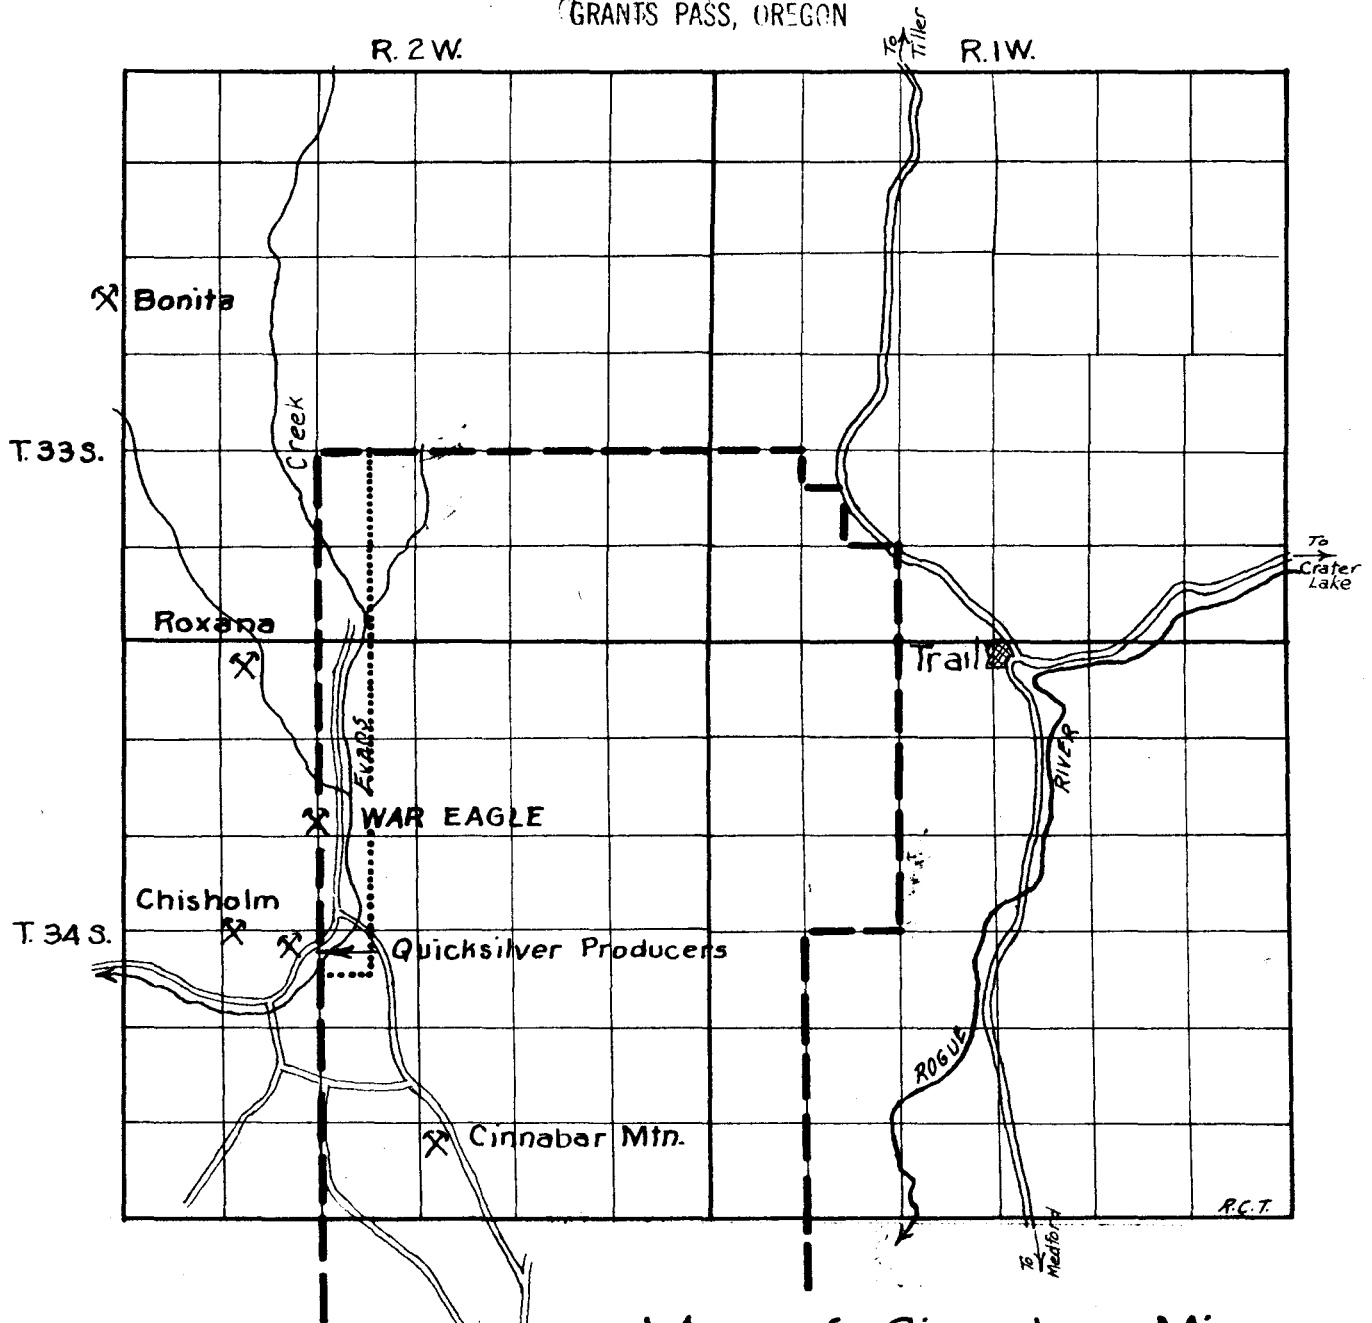 GRANTS PASS, OREGON
R. 2 W.
To Tiller
R. 1 W.
Bonita
Creek
T. 33 S.
To
Crater
Lake
Roxana
Trail
Evans
RIVER
WAR EAGLE
Chisholm
T. 34 S.
Quicksilver Producers
ROGUE
Cinnabar Mtn.
R.C.T.
To Medford